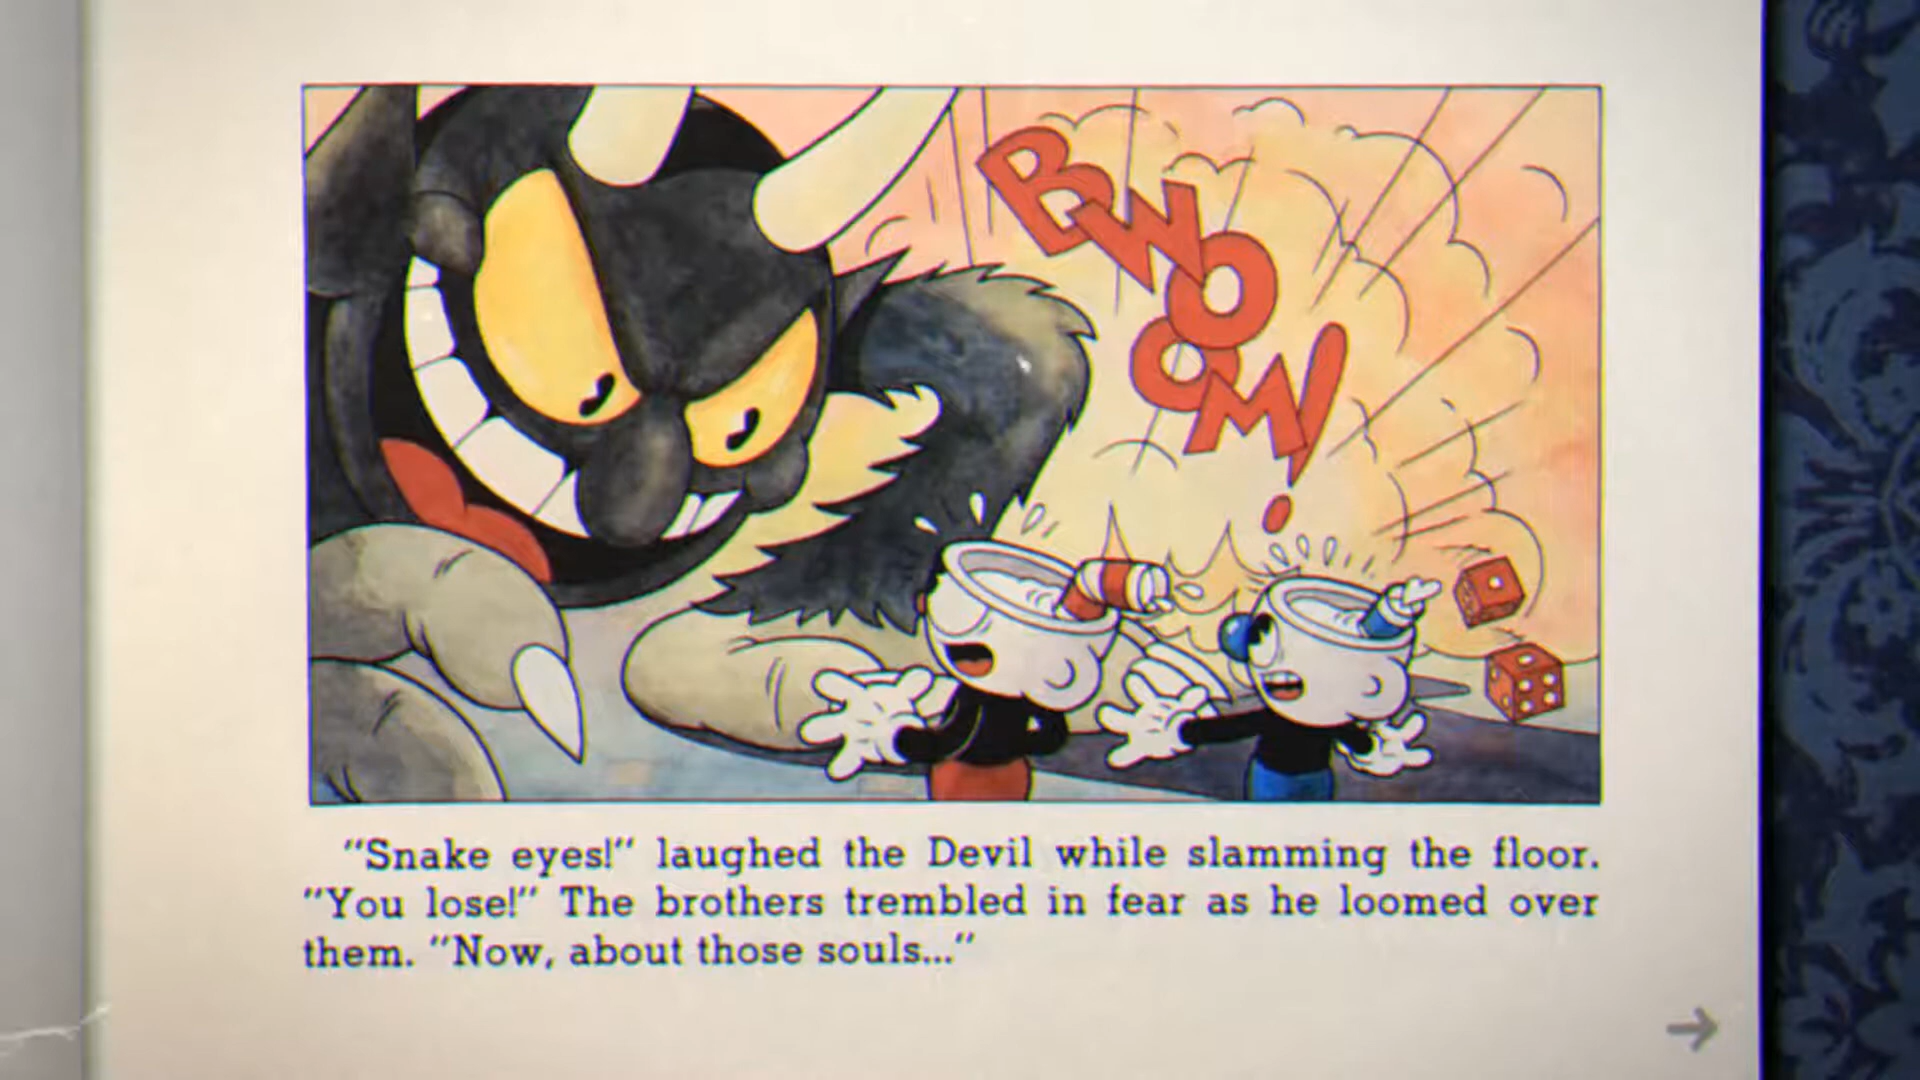 BWOOM!
"Snake eyes!" laughed the Devil while slamming the floor.
"You lose!" The brothers trembled in fear as he loomed over
them. "Now, about those souls..."